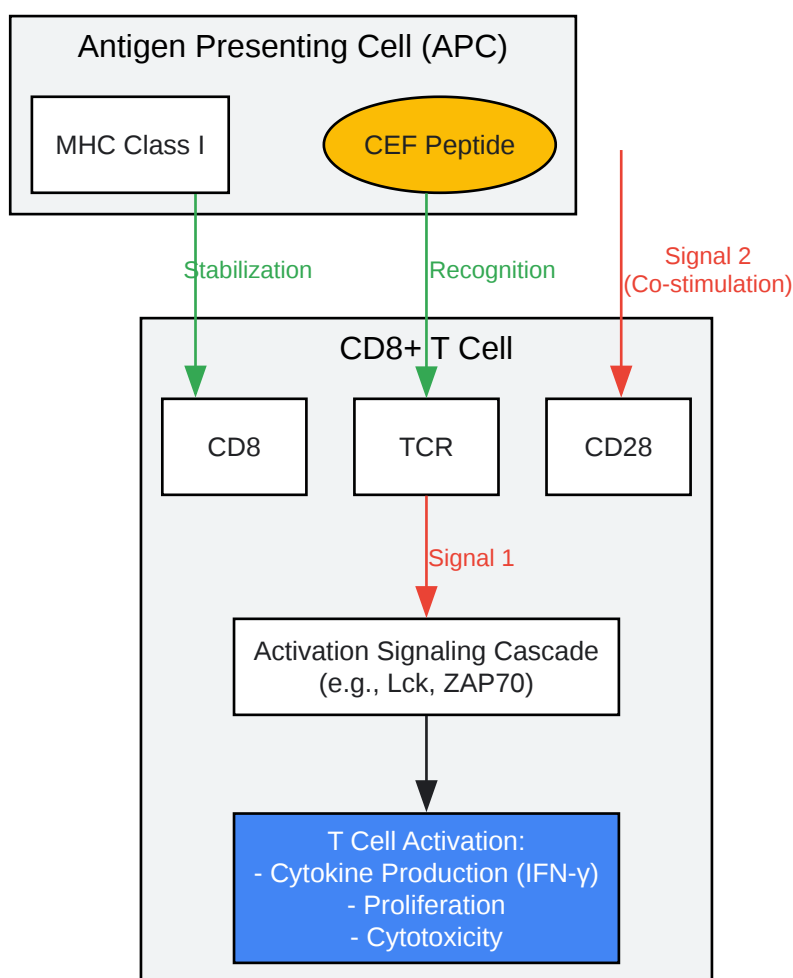 Antigen Presenting Cell (APC)
MHC Class I
CEF Peptide
Stabilization
Recognition
Signal 2
(Co-stimulation)
CD8+ T Cell
CD8
TCR
CD28
Signal 1
Activation Signaling Cascade
(e.g., Lck, ZAP70)
T Cell Activation:
- Cytokine Production (IFN-γ)
- Proliferation
- Cytotoxicity